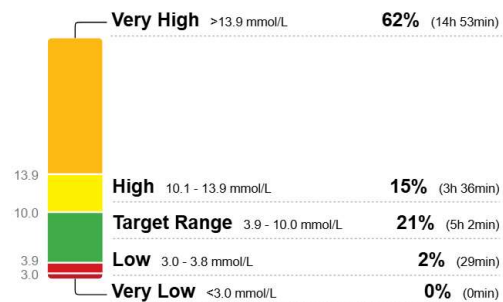 Very High >13.9 mmol/L 62% (14h 53min)
13.9
High 10.1 - 13.9 mmol/L 15% (3h 36min)
10.0
Target Range 3.9 - 10.0 mmol/L 21% (5h 2min)
3.9
Low 3.0 - 3.8 mmol/L 2% (29min)
3.0
Very Low <3.0 mmol/L 0% (0min)